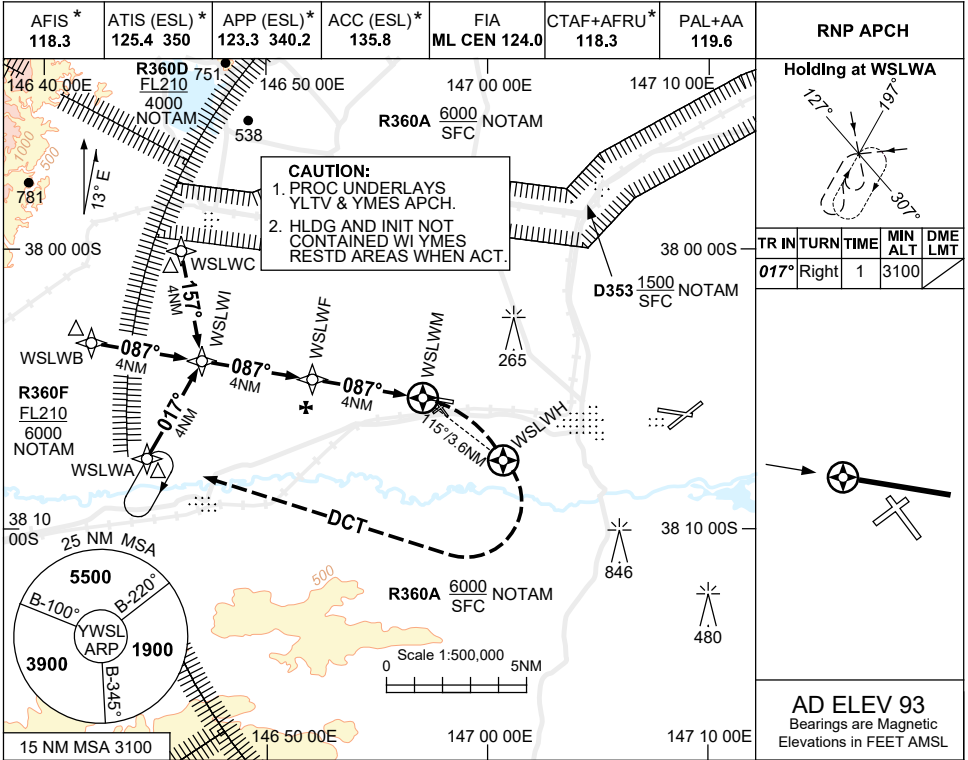 AFIS *
118.3
ATIS (ESL) *
125.4 350
APP (ESL) *
123.3 340.2
ACC (ESL) *
135.8
FIA
ML CEN 124.0
CTAF+AFRU *
118.3
PAL+AA
119.6
RNP APCH
146 40 00E
R360D
FL210
4000
NOTAM
751
146 50 00E
147 00 00E
147 10 00E
R360A 6000 NOTAM
SFC
538
1000
500
781
13° E
CAUTION:
1. PROC UNDERLAYS
YLTV & YMES APCH.
2. HLDG AND INIT NOT
CONTAINED WI YMES
RESTD AREAS WHEN ACT.
38 00 00S
38 00 00S
WSLWC
157°
4NM
WSLWI
WSLWF
WSLWM
D353 1500 NOTAM
SFC
265
WSLWB
087°
4NM
087°
4NM
087°
4NM
R360F
FL210
6000
NOTAM
017°
4NM
WSLWA
115°/3.6NM
WSLWH
DCT
38 10
00S
38 10 00S
846
480
500
R360A 6000 NOTAM
SFC
25 NM MSA
5500
B-100°
B-220°
YWSL
ARP
3900
1900
B-345°
Scale 1:500,000
0
5NM
15 NM MSA 3100
146 50 00E
147 00 00E
147 10 00E
Holding at WSLWA
127°
197°
307°
TR IN TURN TIME MIN ALT DME LMT
017° Right 1 3100
AD ELEV 93
Bearings are Magnetic
Elevations in FEET AMSL